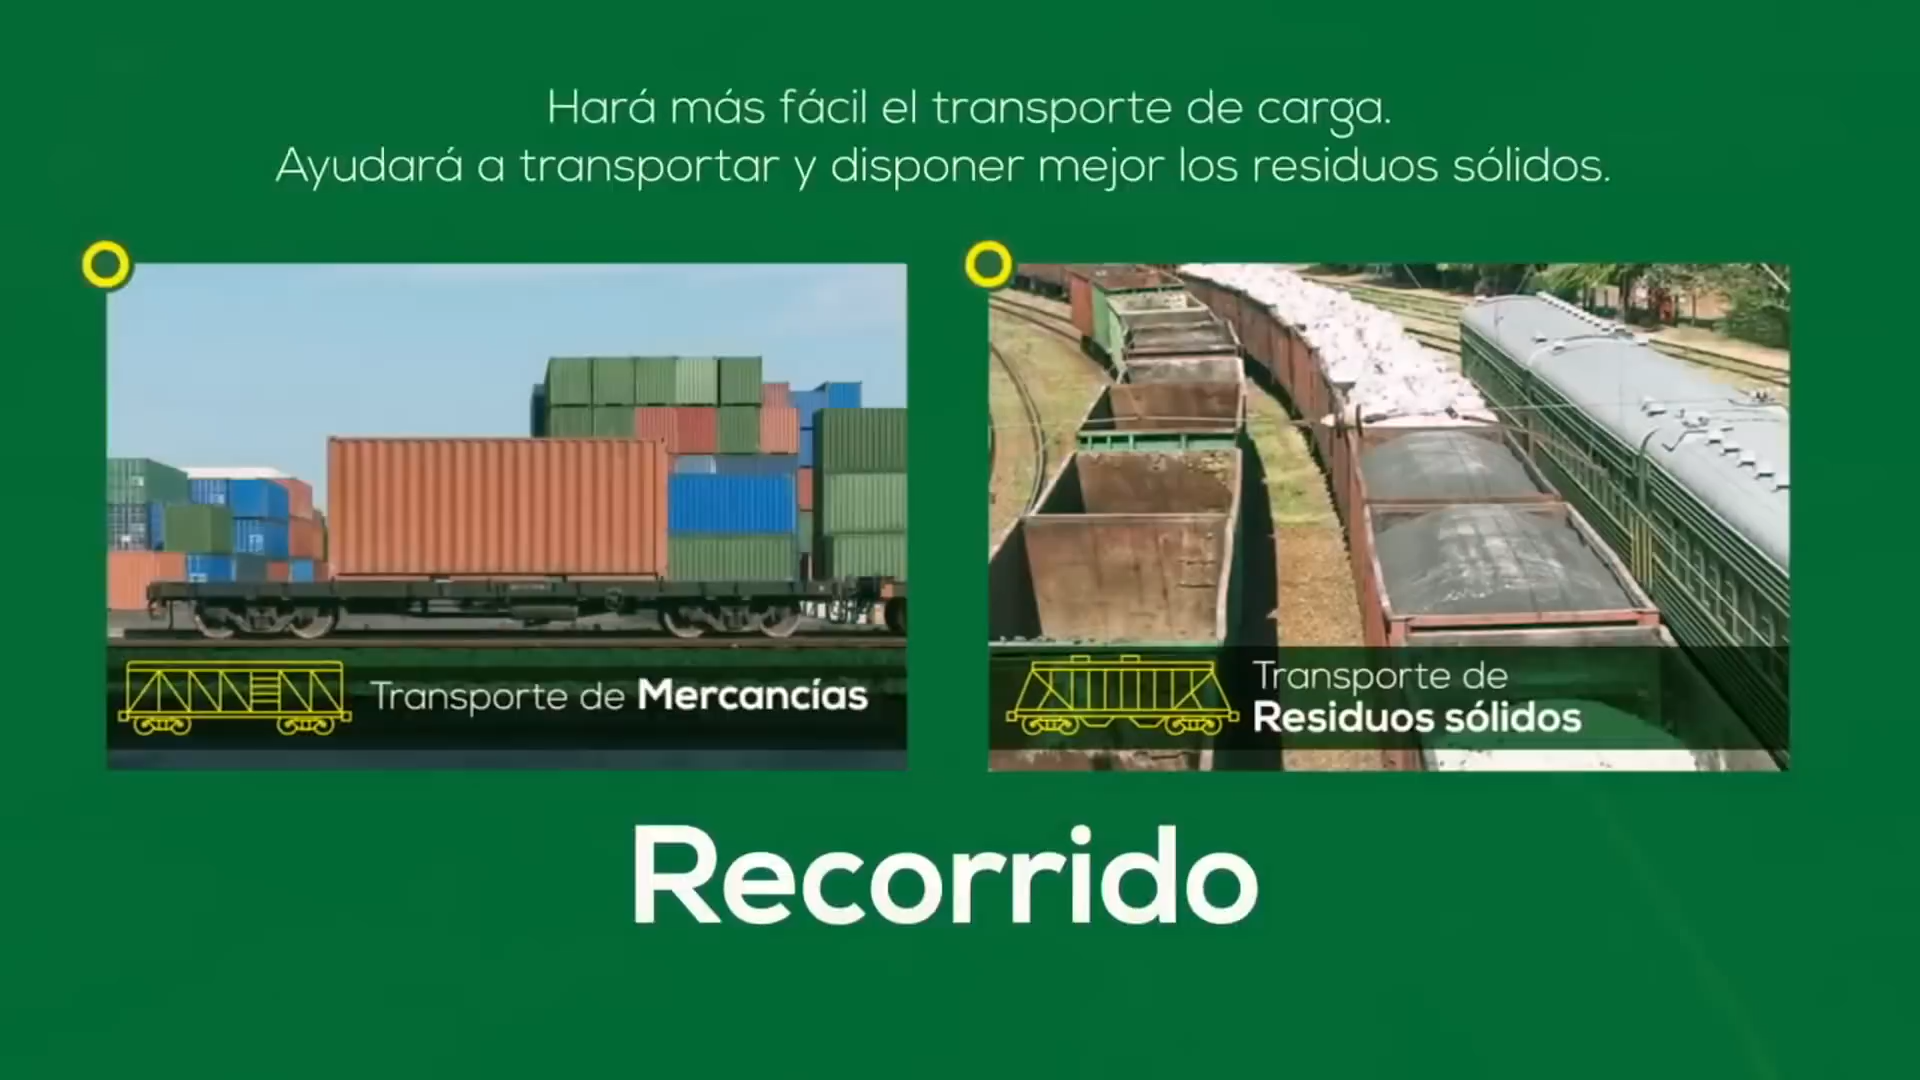 Hará más fácil el transporte de carga.
Ayudará a transportar y disponer mejor los residuos sólidos.
Transporte de Mercancías
Transporte de
Residuos sólidos
Recorrido